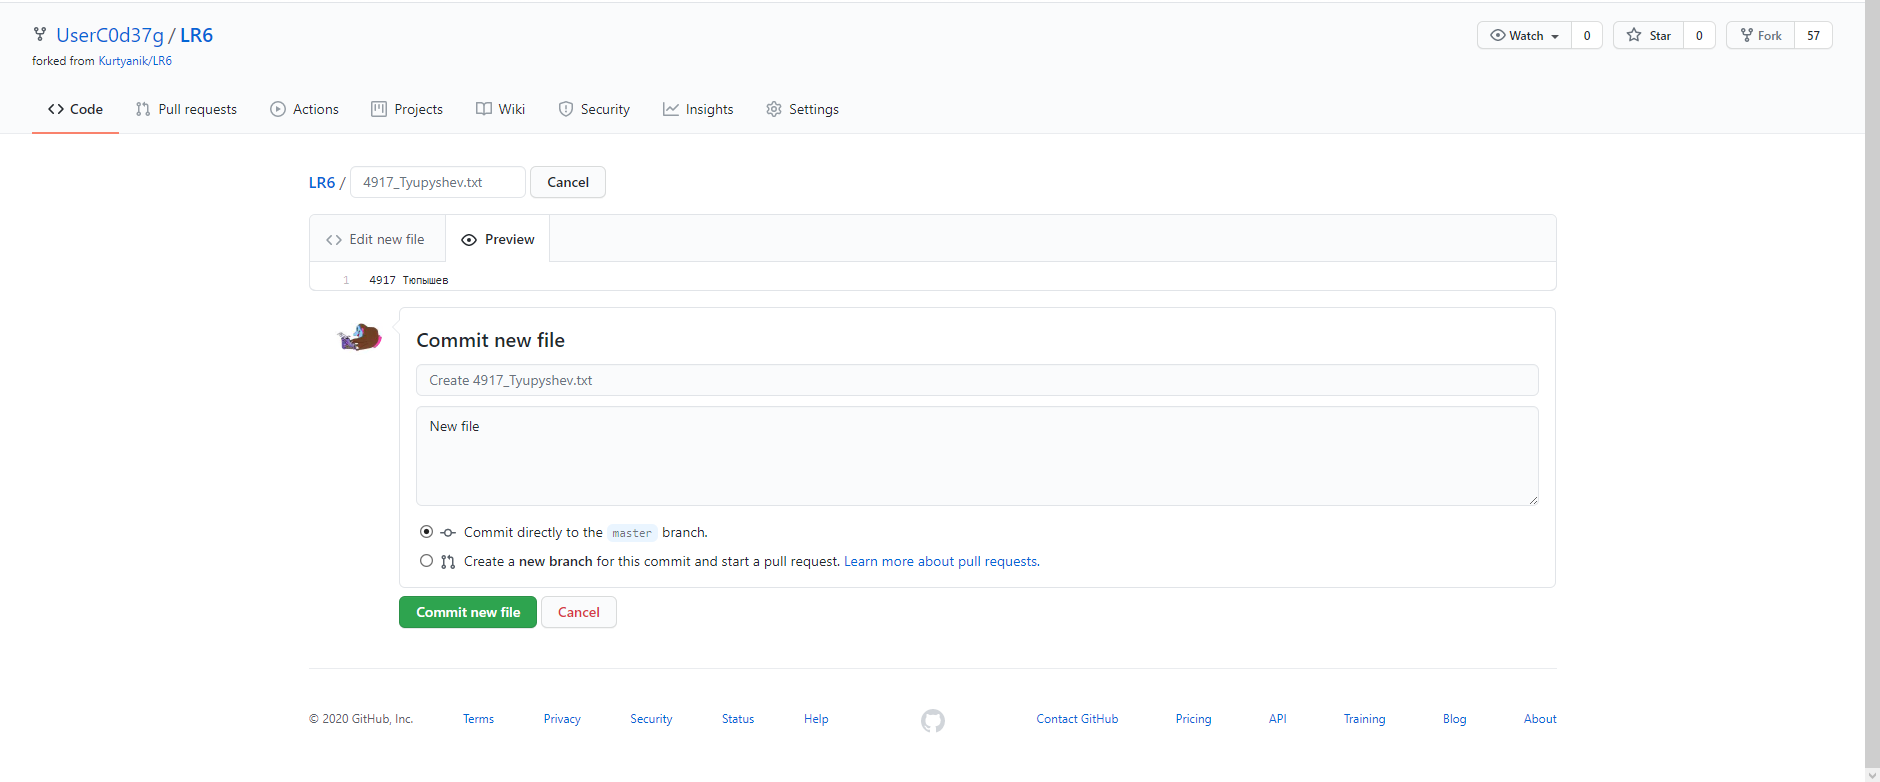 UserC0d37g / LR6
Watch 0 Star 0 Fork 57
forked from Kurtyanik/LR6
Code Pull requests Actions Projects Wiki Security Insights Settings
LR6 / 4917_Tyupyshev.txt Cancel
Edit new file Preview
1 4917 Тюпышев
Commit new file
Create 4917_Tyupyshev.txt
New file
Commit directly to the master branch.
Create a new branch for this commit and start a pull request. Learn more about pull requests.
Commit new file Cancel
© 2020 GitHub, Inc. Terms Privacy Security Status Help Contact GitHub Pricing API Training Blog About